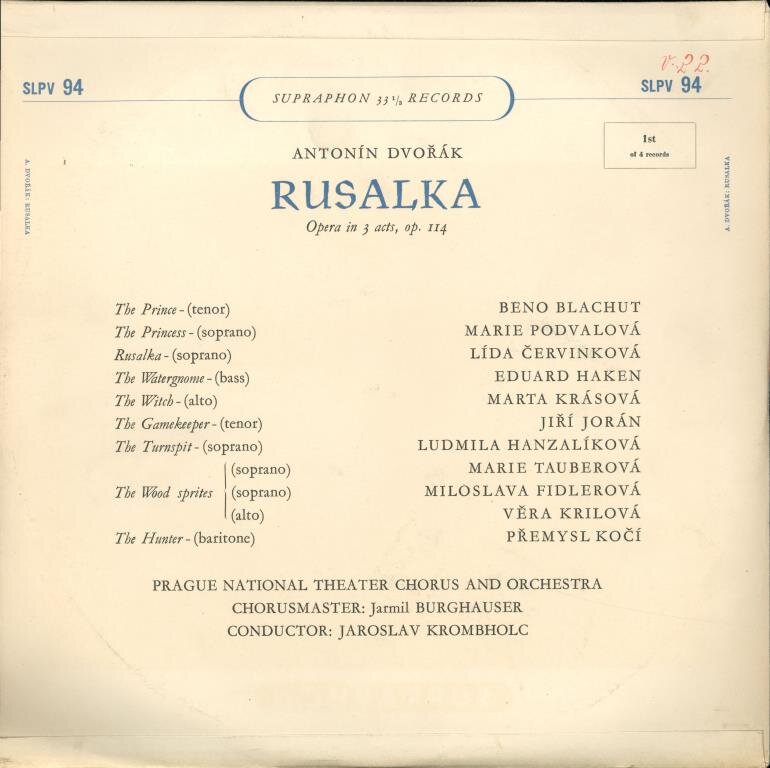 V. 22.
SLPV 94
SUPRAPHON 33 1/2 RECORDS
SLPV 94
1st
of 4 records
ANTONÍN DVOŘÁK
RUSALKA
Opera in 3 acts, op. 114
A. DVOŘÁK: RUSALKA
A. DVOŘÁK: RUSALKA
The Prince - (tenor) BENO BLACHUT
The Princess - (soprano) MARIE PODVALOVÁ
Rusalka - (soprano) LÍDA ČERVINKOVÁ
The Watergnome - (bass) EDUARD HAKEN
The Witch - (alto) MARTA KRÁSOVÁ
The Gamekeeper - (tenor) JIŘÍ JORÁN
The Turnspit - (soprano) LUDMILA HANZALÍKOVÁ
(soprano) MARIE TAUBEROVÁ
The Wood sprites (soprano) MILOSLAVA FIDLEROVÁ
(alto) VĚRA KRILOVÁ
The Hunter - (baritone) PŘEMYSL KOČÍ
PRAGUE NATIONAL THEATER CHORUS AND ORCHESTRA
CHORUSMASTER: Jarmil BURGHAUSER
CONDUCTOR: JAROSLAV KROMBHOLC